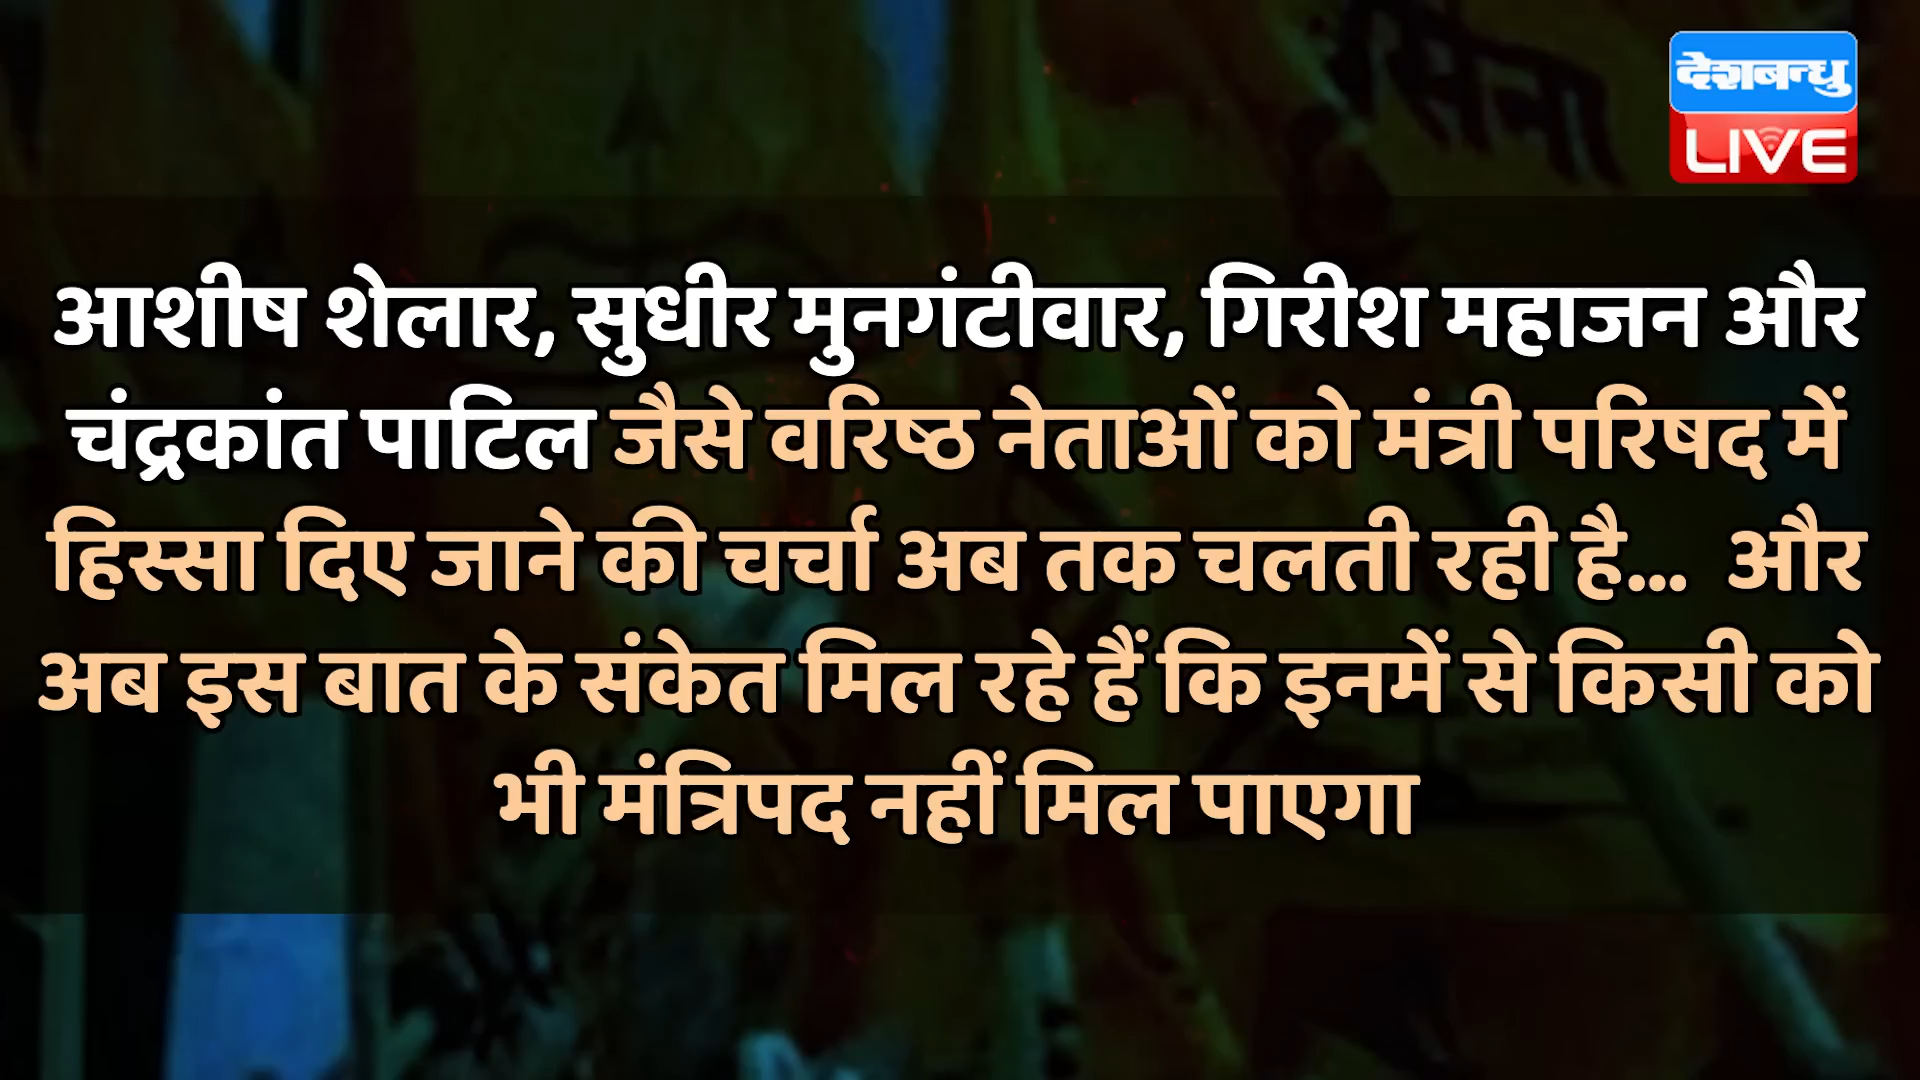 देशबन्धु
LIVE
आशीष शेलार, सुधीर मुनगंटीवार, गिरीश महाजन और
चंद्रकांत पाटिल जैसे वरिष्ठ नेताओं को मंत्री परिषद में
हिस्सा दिए जाने की चर्चा अब तक चलती रही है... और
अब इस बात के संकेत मिल रहे हैं कि इनमें से किसी को
भी मंत्रिपद नहीं मिल पाएगा